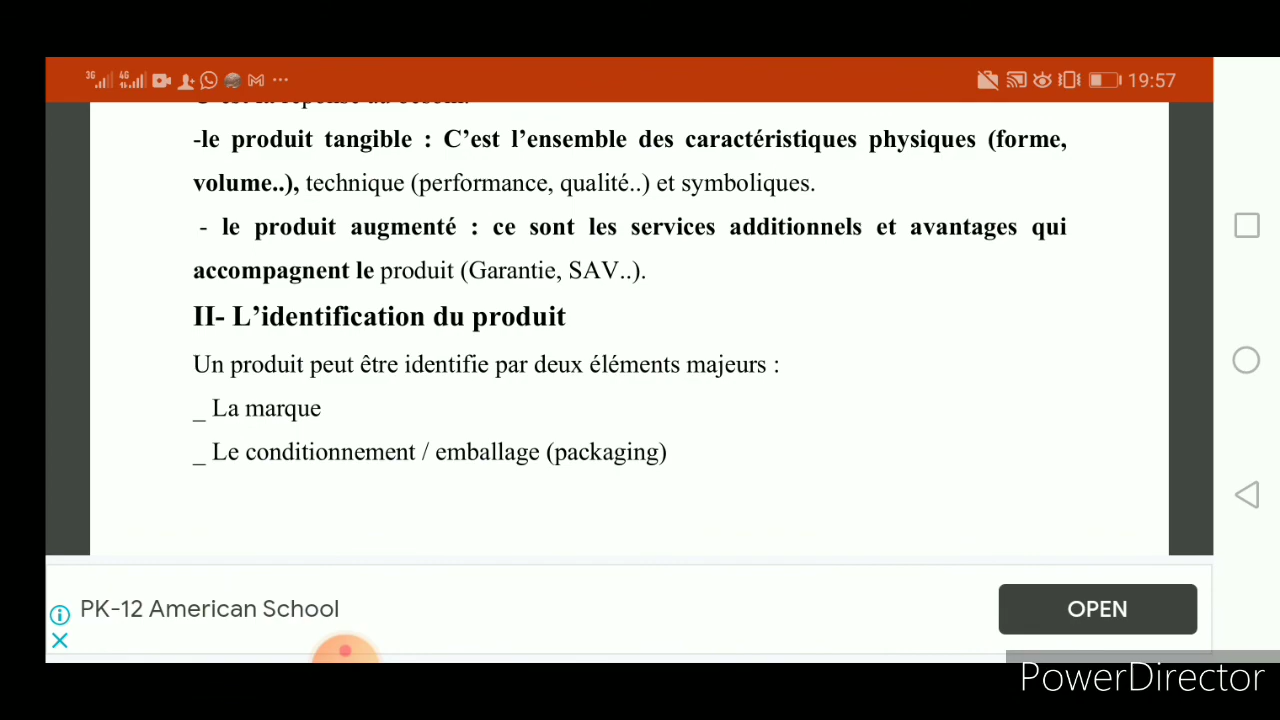 3G 4G 19:57
-le produit tangible : C’est l’ensemble des caractéristiques physiques (forme,
volume..), technique (performance, qualité..) et symboliques.
- le produit augmenté : ce sont les services additionnels et avantages qui
accompagnent le produit (Garantie, SAV..).
II- L’identification du produit
Un produit peut être identifie par deux éléments majeurs :
_ La marque
_ Le conditionnement / emballage (packaging)
PK-12 American School
OPEN
PowerDirector